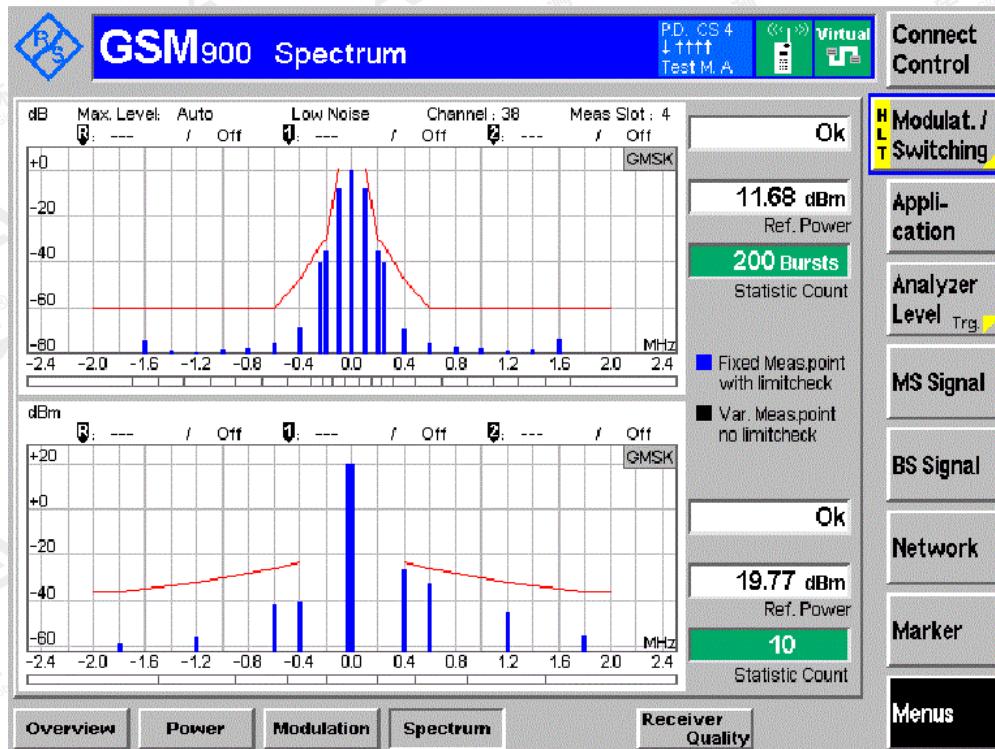 R S
GSM900 Spectrum
P.D. CS 4
↓ ↑↑↑↑
Test M. A.
Virtual
Connect Control
HLT
Modulat. / Switching
Appli-cation
Analyzer Level Trg.
MS Signal
BS Signal
Network
Marker
Menus
dB Max. Level: Auto Low Noise Channel : 38 Meas Slot : 4
R: --- / Off 1: --- / Off 2: --- / Off
GMSK
+0
-20
-40
-60
-80
MHz
-2.4 -2.0 -1.6 -1.2 -0.8 -0.4 0.0 0.4 0.8 1.2 1.6 2.0 2.4
Ok
11.68 dBm
Ref. Power
200 Bursts
Statistic Count
Fixed Meas.point
with limitcheck
Var. Meas.point
no limitcheck
dBm
R: --- / Off 1: --- / Off 2: --- / Off
GMSK
+20
+0
-20
-40
-60
MHz
-2.4 -2.0 -1.6 -1.2 -0.8 -0.4 0.0 0.4 0.8 1.2 1.6 2.0 2.4
Ok
19.77 dBm
Ref. Power
10
Statistic Count
Overview Power Modulation Spectrum Receiver Quality